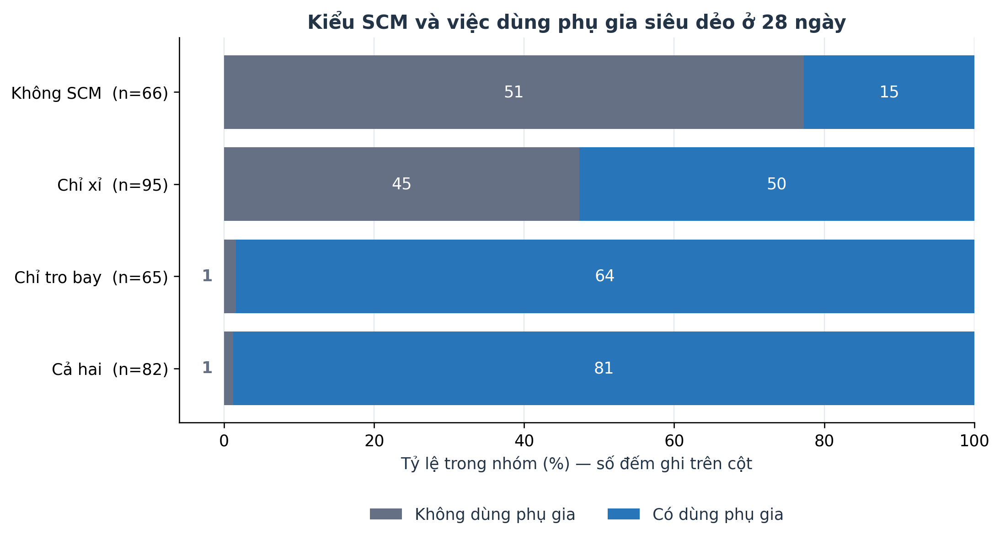 Kiểu SCM và việc dùng phụ gia siêu dẻo ở 28 ngày
Không SCM (n=66)
51
15
Chỉ xỉ (n=95)
45
50
Chỉ tro bay (n=65)
1
64
Cả hai (n=82)
1
81
0 20 40 60 80 100
Tỷ lệ trong nhóm (%) — số đếm ghi trên cột
Không dùng phụ gia
Có dùng phụ gia